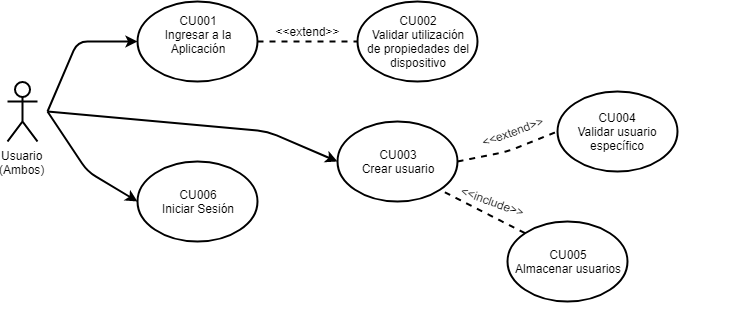 CU001
Ingresar a la
Aplicación
<<extend>>
CU002
Validar utilización
de propiedades del
dispositivo
Usuario
(Ambos)
CU003
Crear usuario
<<extend>>
CU004
Validar usuario
específico
CU006
Iniciar Sesión
<<include>>
CU005
Almacenar usuarios